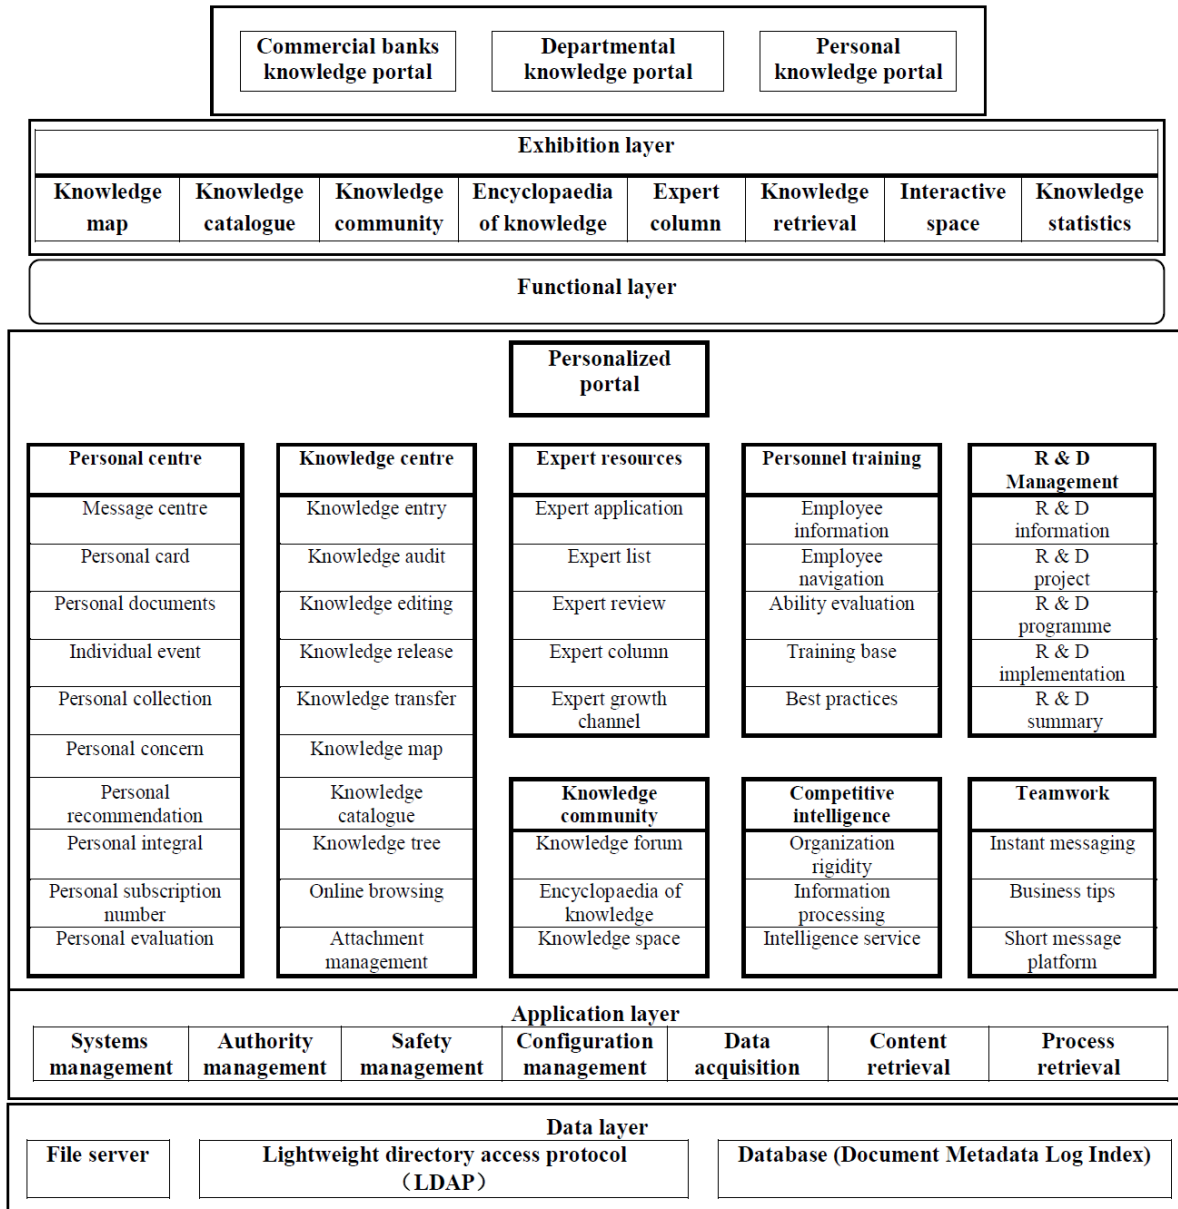 Commercial banks
knowledge portal
Departmental
knowledge portal
Personal
knowledge portal
Exhibition layer
Knowledge
map
Knowledge
catalogue
Knowledge
community
Encyclopaedia
of knowledge
Expert
column
Knowledge
retrieval
Interactive
space
Knowledge
statistics
Functional layer
Personalized
portal
Personal centre
Message centre
Personal card
Personal documents
Individual event
Personal collection
Personal concern
Personal
recommendation
Personal integral
Personal subscription
number
Personal evaluation
Knowledge centre
Knowledge entry
Knowledge audit
Knowledge editing
Knowledge release
Knowledge transfer
Knowledge map
Knowledge
catalogue
Knowledge tree
Online browsing
Attachment
management
Expert resources
Expert application
Expert list
Expert review
Expert column
Expert growth
channel
Personnel training
Employee
information
Employee
navigation
Ability evaluation
Training base
Best practices
R & D
Management
R & D
information
R & D
project
R & D
programme
R & D
implementation
R & D
summary
Knowledge
community
Knowledge forum
Encyclopaedia of
knowledge
Knowledge space
Competitive
intelligence
Organization
rigidity
Information
processing
Intelligence service
Teamwork
Instant messaging
Business tips
Short message
platform
Application layer
Systems
management
Authority
management
Safety
management
Configuration
management
Data
acquisition
Content
retrieval
Process
retrieval
Data layer
File server
Lightweight directory access protocol
（LDAP）
Database (Document Metadata Log Index)